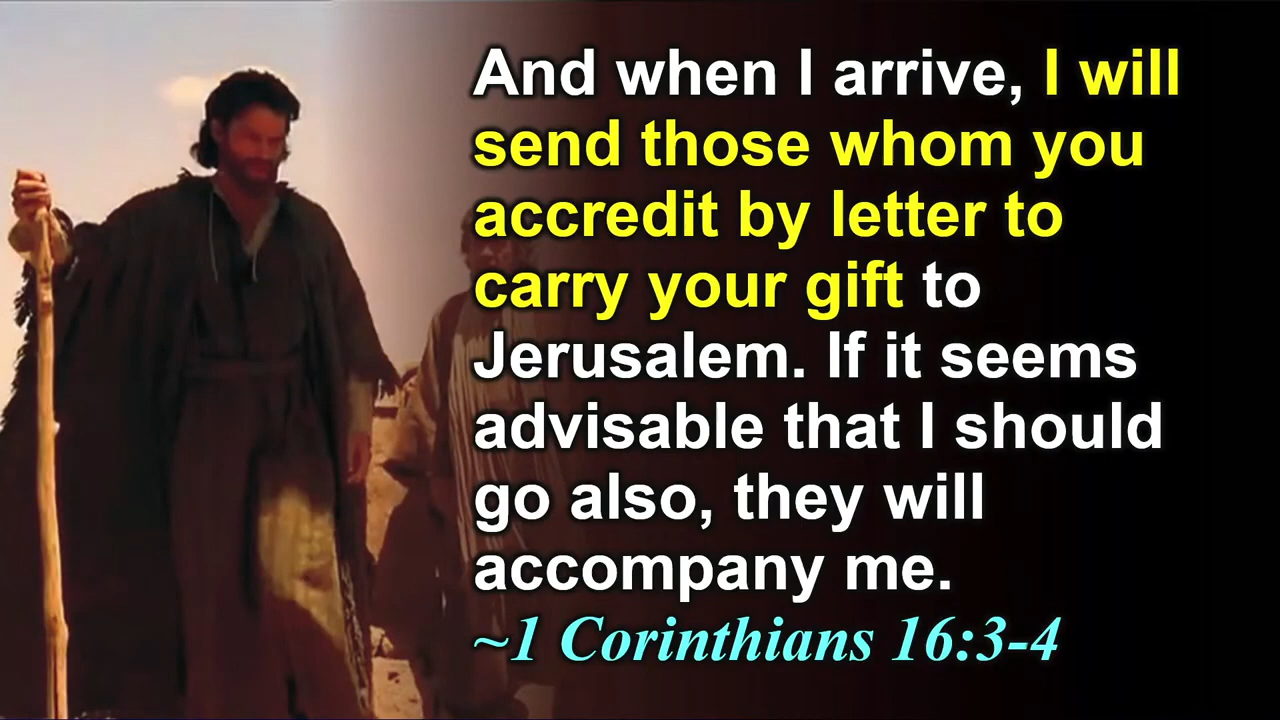 And when I arrive, I will
send those whom you
accredit by letter to
carry your gift to
Jerusalem. If it seems
advisable that I should
go also, they will
accompany me.
~1 Corinthians 16:3-4